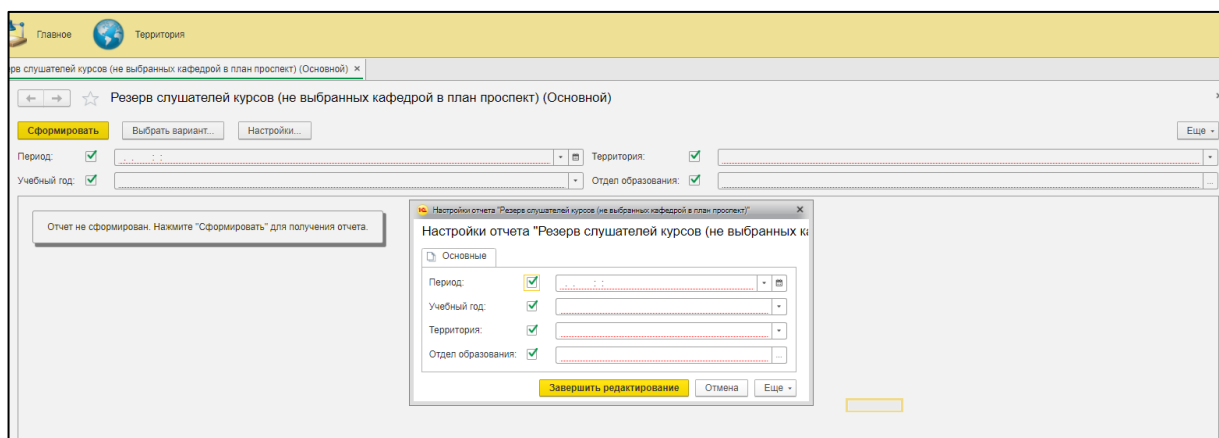 Главное Территория
рв слушателей курсов (не выбранных кафедрой в план проспект) (Основной) ×
Резерв слушателей курсов (не выбранных кафедрой в план проспект) (Основной)
Сформировать Выбрать вариант... Настройки... Еще
Период: . . : : Территория:
Учебный год: Отдел образования: ...
Отчет не сформирован. Нажмите "Сформировать" для получения отчета.
1С Настройки отчета "Резерв слушателей курсов (не выбранных кафедрой в план проспект)" ×
Настройки отчета "Резерв слушателей курсов (не выбранных ка
Основные
Период: . . : :
Учебный год:
Территория:
Отдел образования: ...
Завершить редактирование Отмена Еще